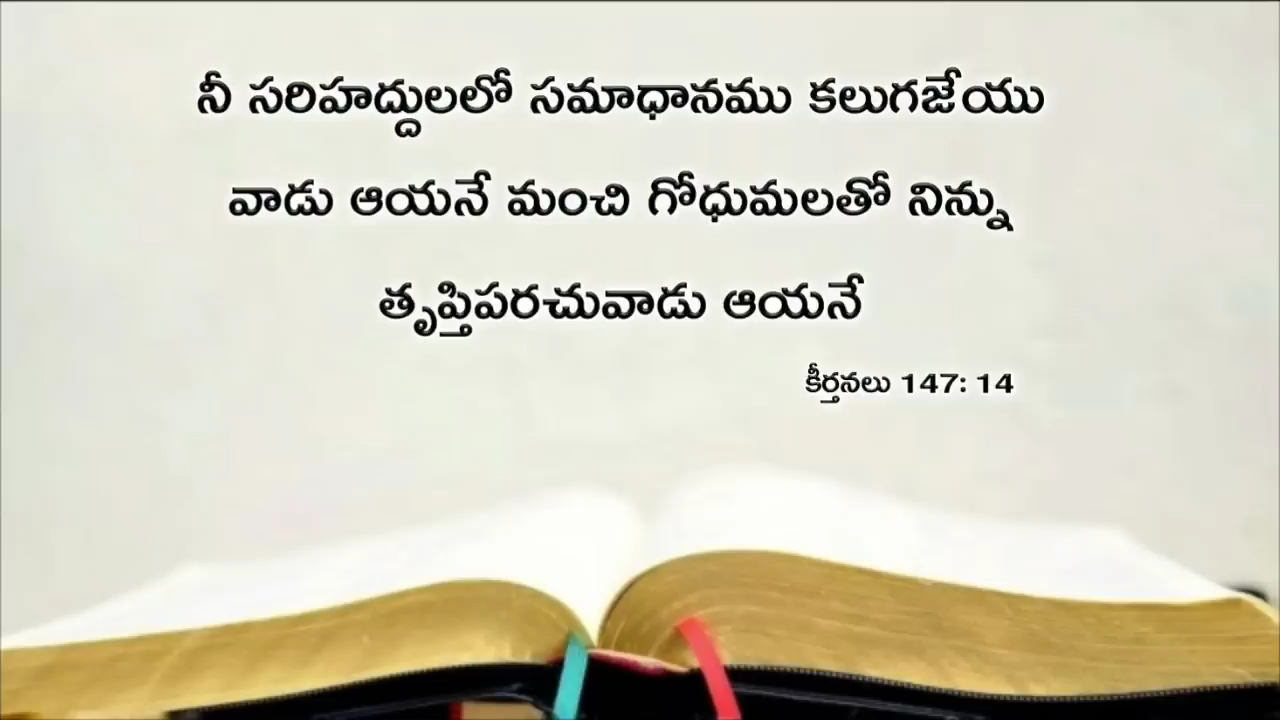 నీ సరిహద్దులలో సమాధానము కలుగజేయు
వాడు ఆయనే మంచి గోధుమలతో నిన్ను
తృప్తిపరచువాడు ఆయనే
కీర్తనలు 147: 14